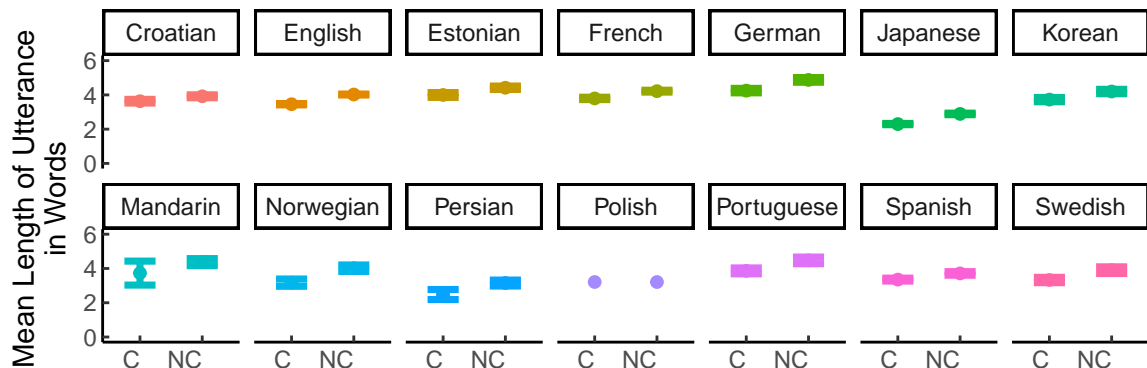 Mean Length of Utterance
in Words
Croatian English Estonian French German Japanese Korean
6
4
2
0
Mandarin Norwegian Persian Polish Portuguese Spanish Swedish
6
4
2
0
C NC C NC C NC C NC C NC C NC C NC